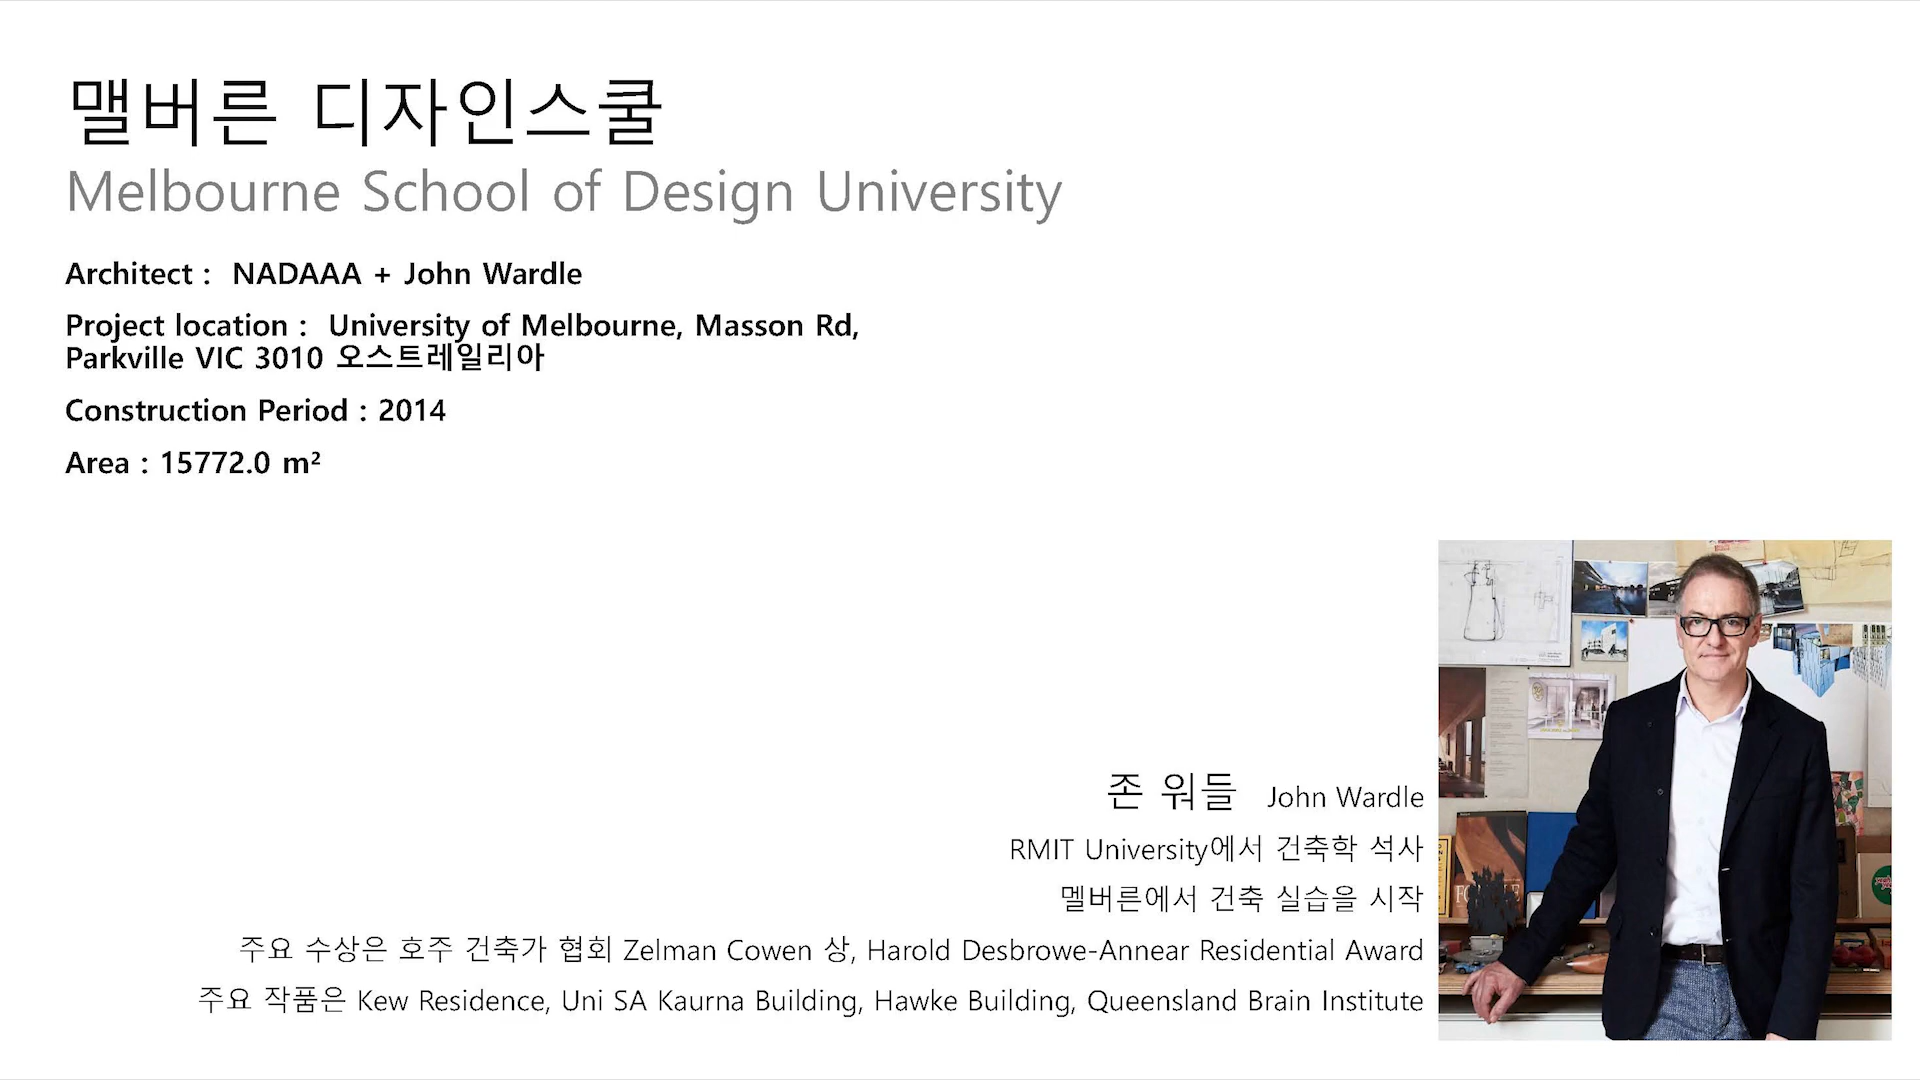 맬버른 디자인스쿨
Melbourne School of Design University
Architect : NADAAA + John Wardle
Project location : University of Melbourne, Masson Rd,
Parkville VIC 3010 오스트레일리아
Construction Period : 2014
Area : 15772.0 m²
존 워들 John Wardle
RMIT University에서 건축학 석사
멜버른에서 건축 실습을 시작
주요 수상은 호주 건축가 협회 Zelman Cowen 상, Harold Desbrowe-Annear Residential Award
주요 작품은 Kew Residence, Uni SA Kaurna Building, Hawke Building, Queensland Brain Institute